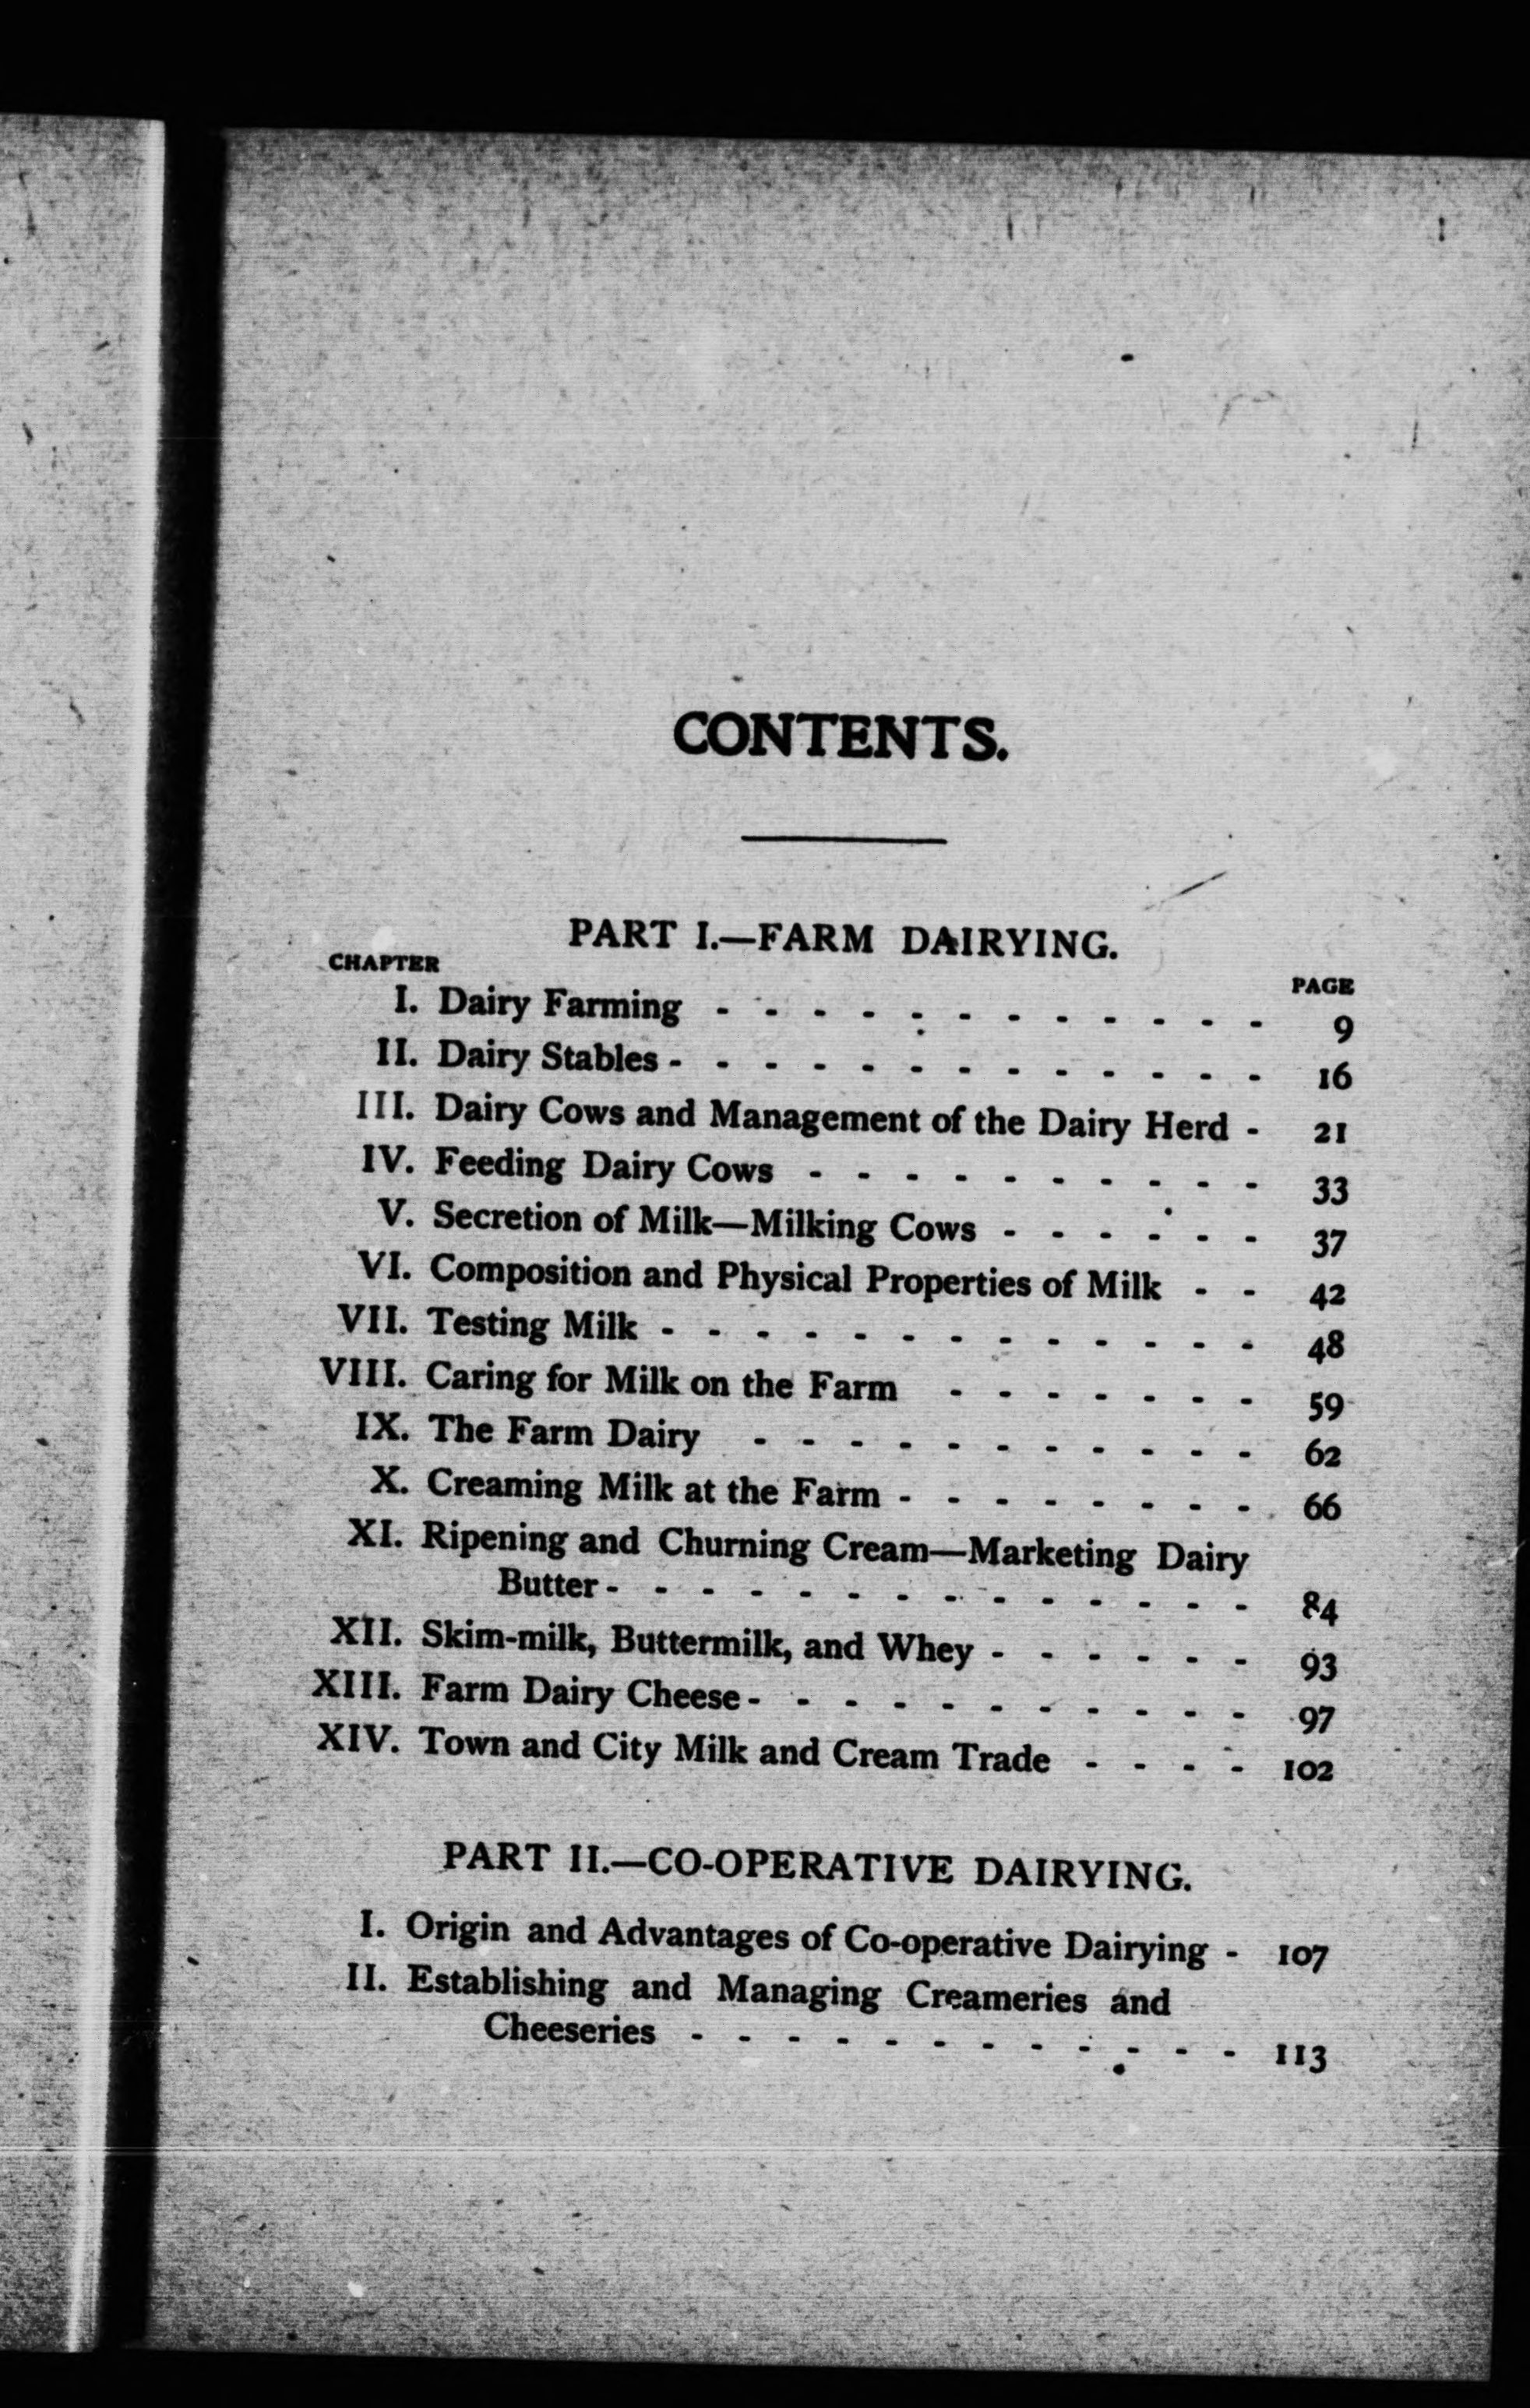 CONTENTS.
PART I.—FARM DAIRYING.
CHAPTER PAGE
I. Dairy Farming - - - - - - - - - - - - 9
II. Dairy Stables - - - - - - - - - - - - - 16
III. Dairy Cows and Management of the Dairy Herd - 21
IV. Feeding Dairy Cows - - - - - - - - - - 33
V. Secretion of Milk—Milking Cows - - - - - - 37
VI. Composition and Physical Properties of Milk - - 42
VII. Testing Milk - - - - - - - - - - - - - 48
VIII. Caring for Milk on the Farm - - - - - - - 59
IX. The Farm Dairy - - - - - - - - - - - 62
X. Creaming Milk at the Farm - - - - - - - - 66
XI. Ripening and Churning Cream—Marketing Dairy
Butter - - - - - - - - - - - - - - 84
XII. Skim-milk, Buttermilk, and Whey - - - - - - 93
XIII. Farm Dairy Cheese - - - - - - - - - - - 97
XIV. Town and City Milk and Cream Trade - - - - 102
PART II.—CO-OPERATIVE DAIRYING.
I. Origin and Advantages of Co-operative Dairying - 107
II. Establishing and Managing Creameries and
Cheeseries - - - - - - - - - - - - 113